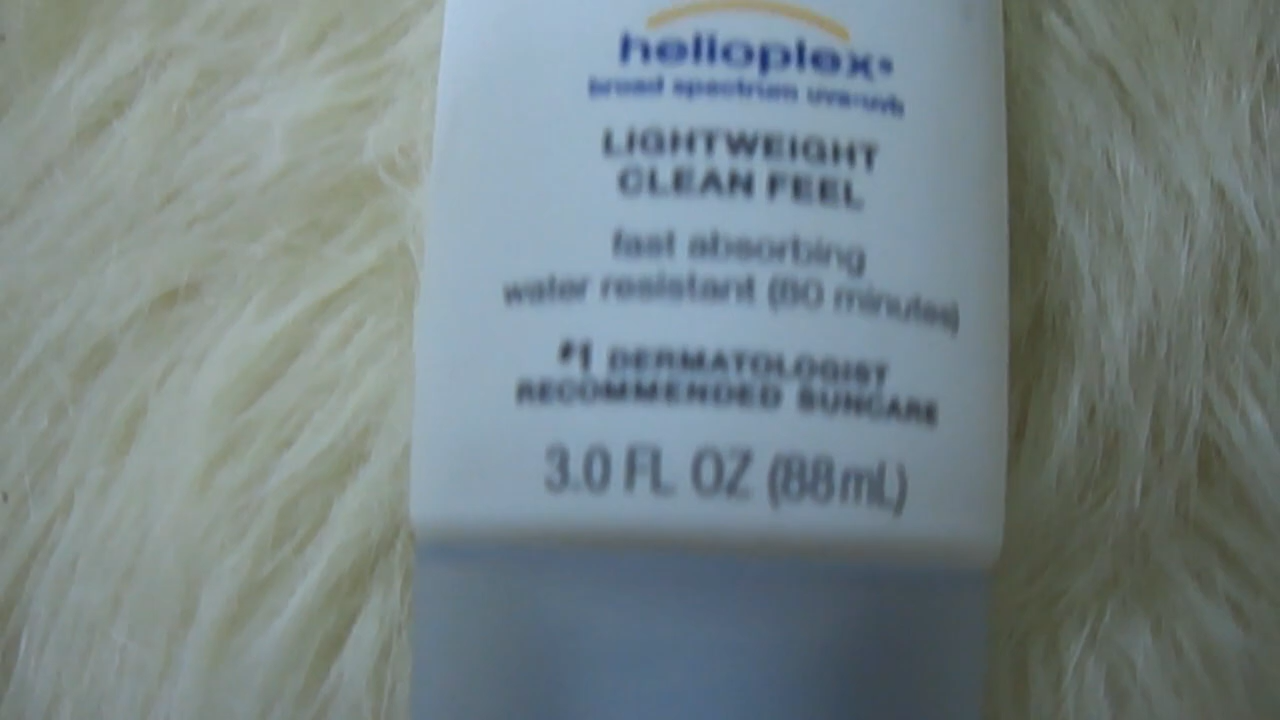 helioplex®
broad spectrum uva•uvb
LIGHTWEIGHT
CLEAN FEEL
fast absorbing
water resistant (80 minutes)
#1 DERMATOLOGIST
RECOMMENDED SUNCARE
3.0 FL OZ (88mL)